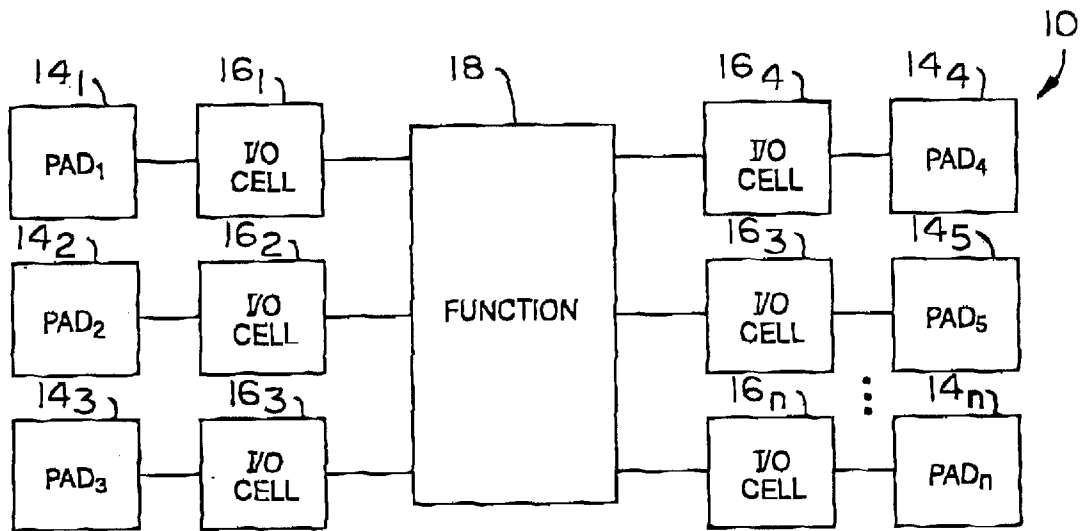 10
14₁ 16₁ 18 16₄ 14₄
PAD₁ I/O CELL I/O CELL PAD₄
14₂ 16₂ 16₃ 14₅
PAD₂ I/O CELL FUNCTION I/O CELL PAD₅
14₃ 16₃ 16ₙ 14ₙ
PAD₃ I/O CELL I/O CELL PADₙ